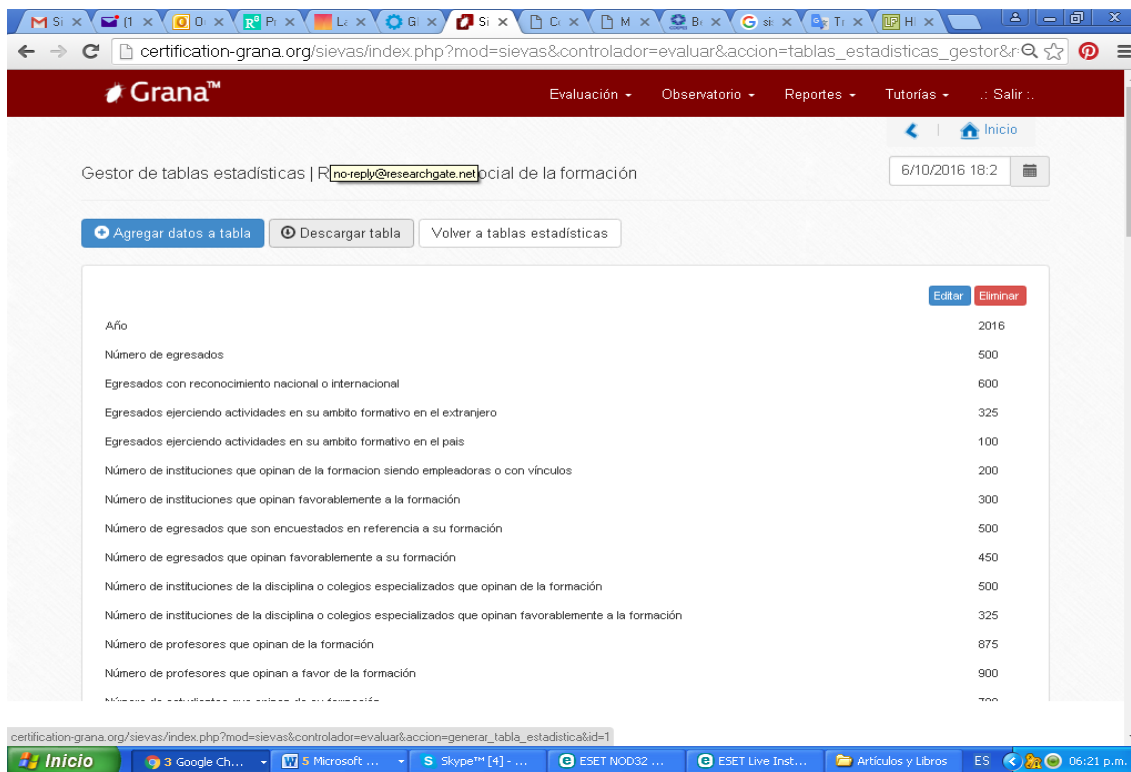 Si
(1
O
Pi
La
Gi
Si
Ci
M
Bi
si
Ti
H
certification-grana.org/sievas/index.php?mod=sievas&controlador=evaluar&accion=tablas_estadisticas_gestor&r
Grana™
Evaluación
Observatorio
Reportes
Tutorías
.: Salir :.
Inicio
Gestor de tablas estadísticas | R
no-reply@researchgate.net
ocial de la formación
6/10/2016 18:2
Agregar datos a tabla
Descargar tabla
Volver a tablas estadísticas
Editar Eliminar
Año 2016
Número de egresados 500
Egresados con reconocimiento nacional o internacional 600
Egresados ejerciendo actividades en su ambito formativo en el extranjero 325
Egresados ejerciendo actividades en su ambito formativo en el pais 100
Número de instituciones que opinan de la formacion siendo empleadoras o con vínculos 200
Número de instituciones que opinan favorablemente a la formación 300
Número de egresados que son encuestados en referencia a su formación 500
Número de egresados que opinan favorablemente a su formación 450
Número de instituciones de la disciplina o colegios especializados que opinan de la formación 500
Número de instituciones de la disciplina o colegios especializados que opinan favorablemente a la formación 325
Número de profesores que opinan de la formación 875
Número de profesores que opinan a favor de la formación 900
certification-grana.org/sievas/index.php?mod=sievas&controlador=evaluar&accion=generar_tabla_estadistica&id=1
Inicio
3 Google Ch...
5 Microsoft ...
Skype™ [4] - ...
ESET NOD32 ...
ESET Live Inst...
Artículos y Libros
ES
06:21 p.m.